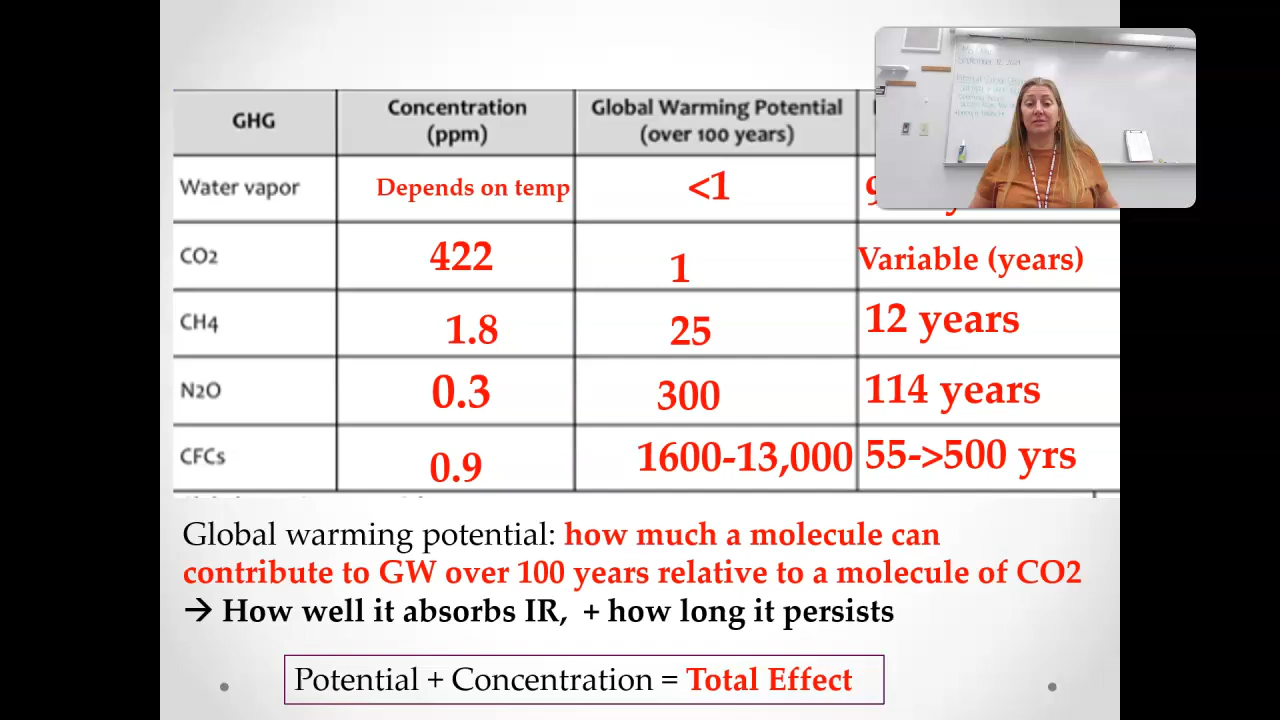 GHG
Concentration
(ppm)
Global Warming Potential
(over 100 years)
Water vapor
Depends on temp
<1
9
CO2
422
1
Variable (years)
CH4
1.8
25
12 years
N2O
0.3
300
114 years
CFCs
0.9
1600-13,000
55->500 yrs
Global warming potential: how much a molecule can
contribute to GW over 100 years relative to a molecule of CO2
→ How well it absorbs IR, + how long it persists
Potential + Concentration = Total Effect